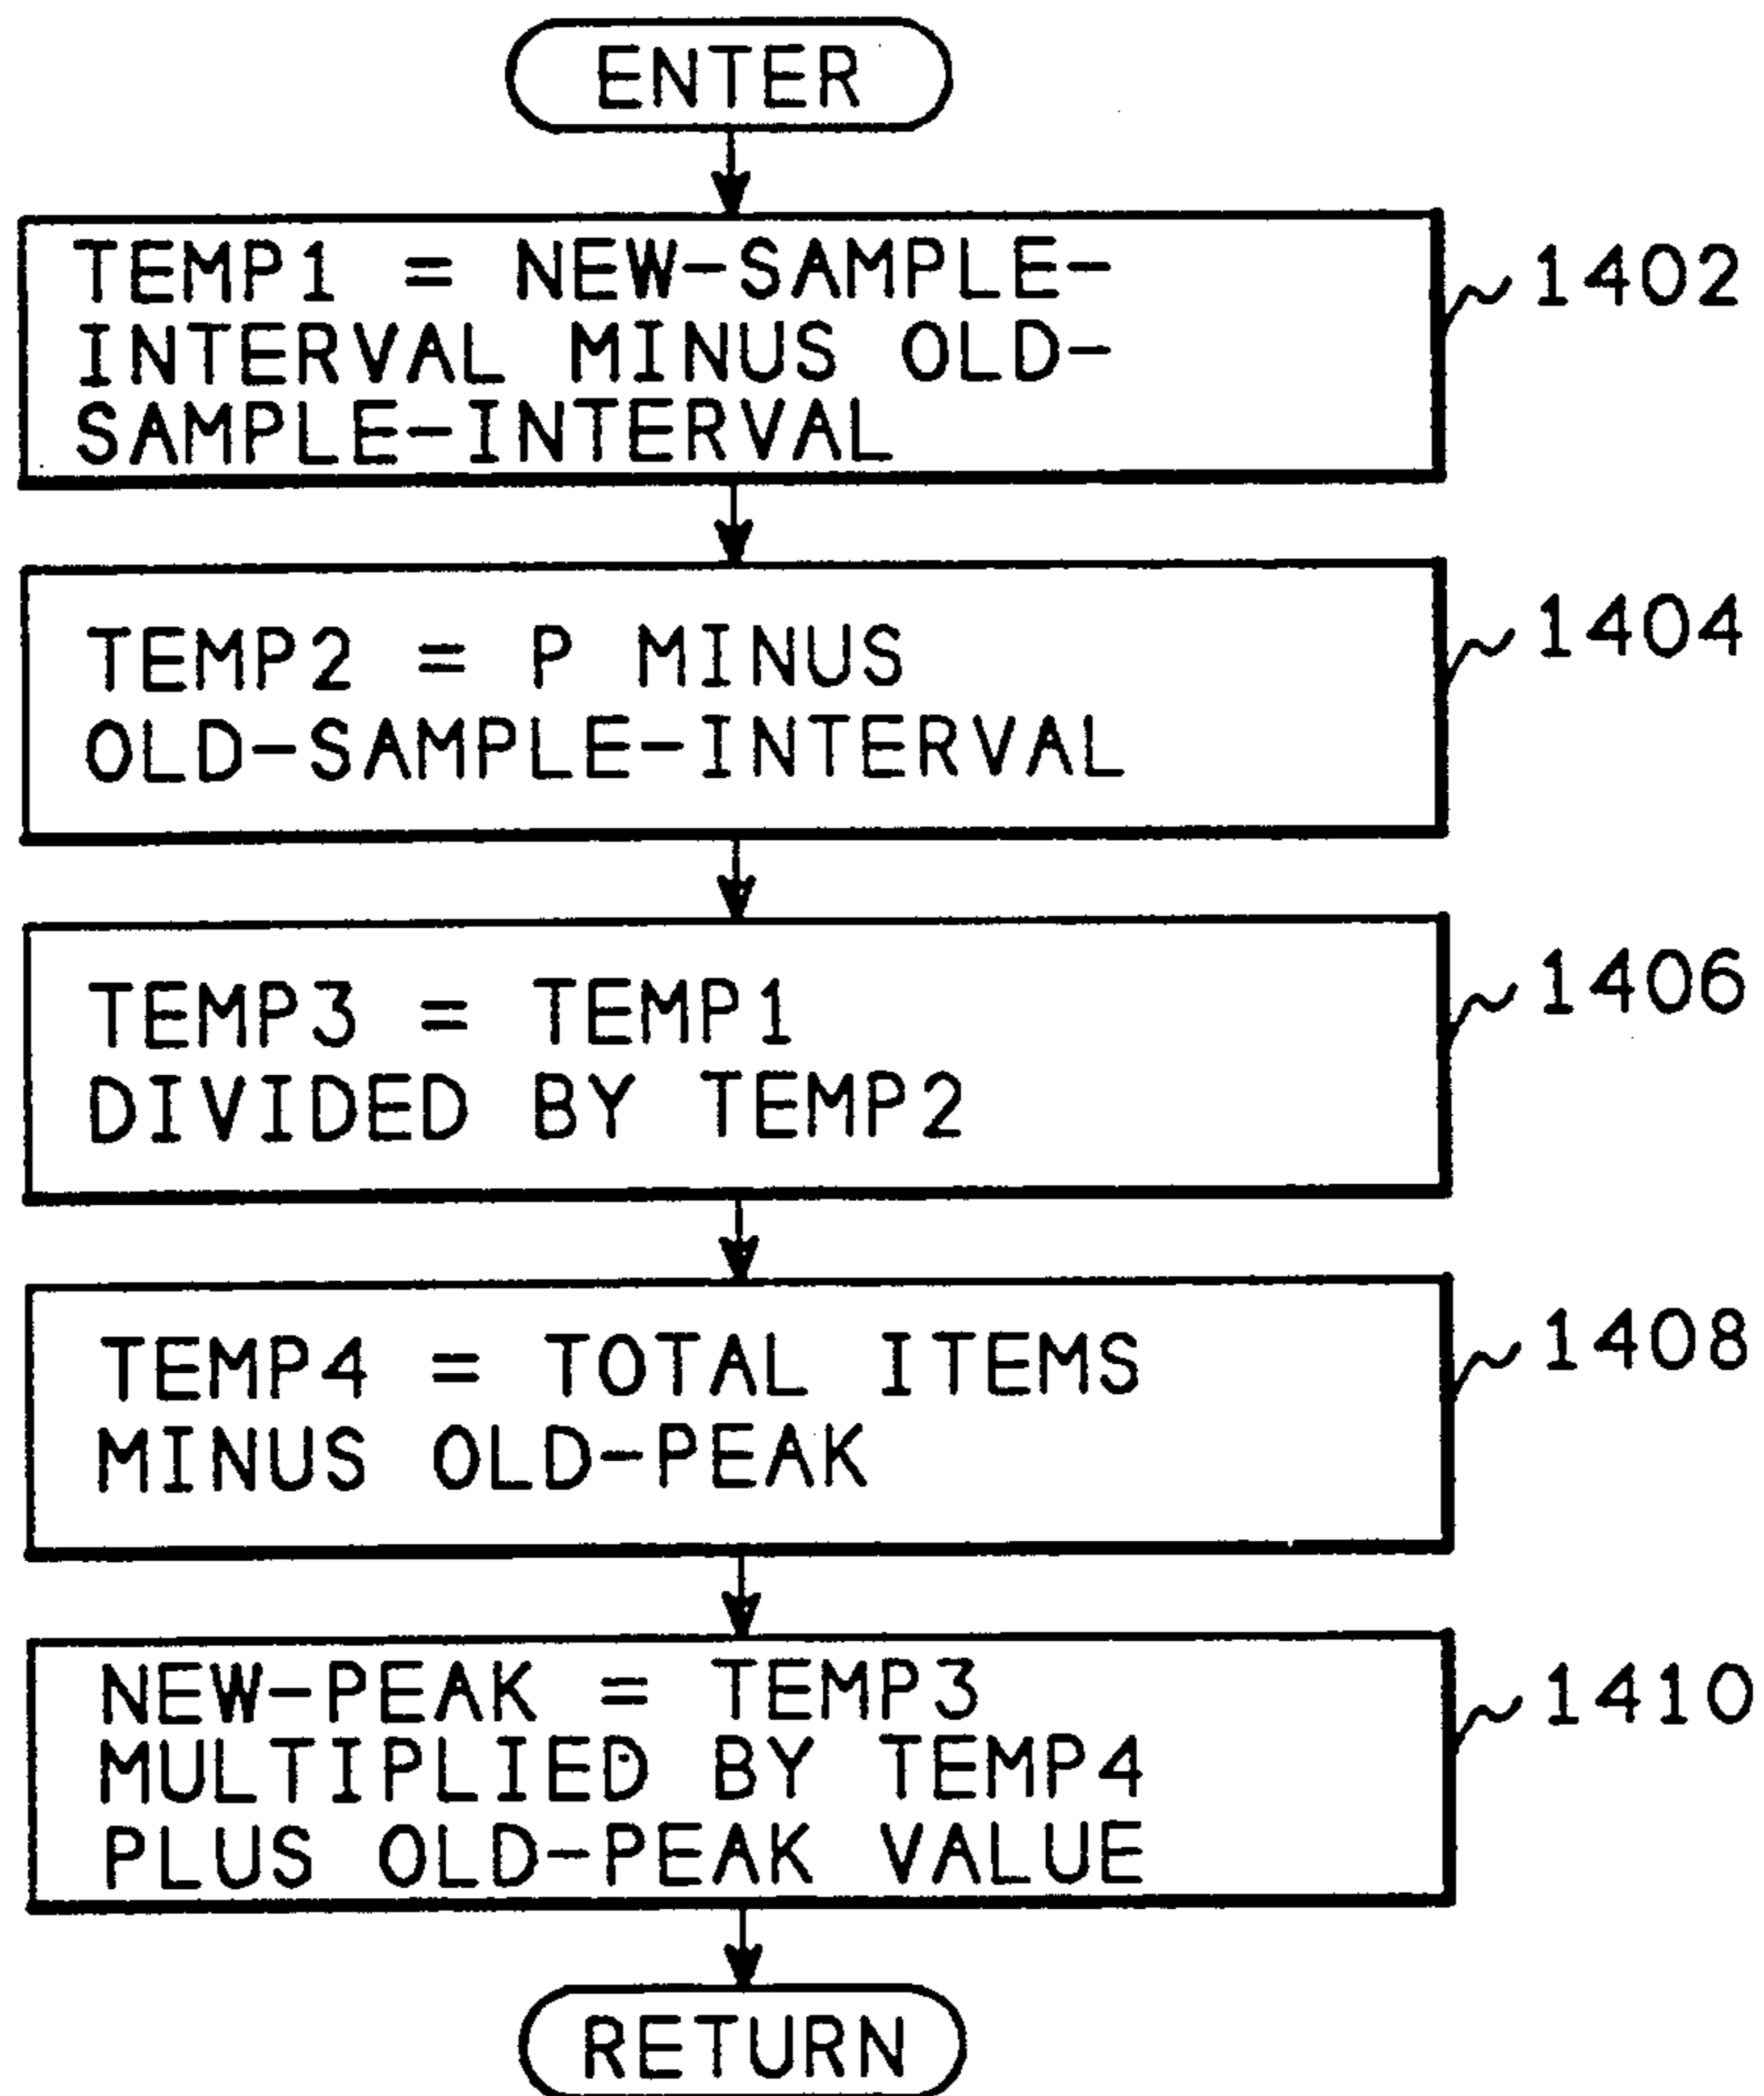 ENTER
TEMP1 = NEW-SAMPLE-
INTERVAL MINUS OLD-
SAMPLE-INTERVAL
1402
TEMP2 = P MINUS
OLD-SAMPLE-INTERVAL
1404
TEMP3 = TEMP1
DIVIDED BY TEMP2
1406
TEMP4 = TOTAL ITEMS
MINUS OLD-PEAK
1408
NEW-PEAK = TEMP3
MULTIPLIED BY TEMP4
PLUS OLD-PEAK VALUE
1410
RETURN